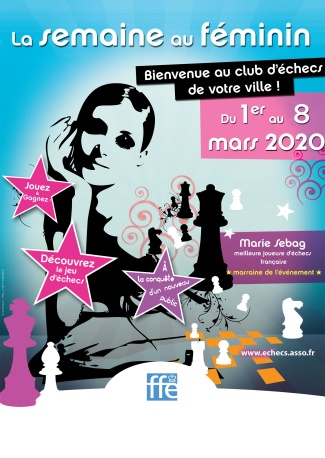 La semaine au féminin
Bienvenue au club d'échecs
de votre ville !
Du 1er au 8
mars 2020
Jouez
&
Gagnez !
Découvrez
le jeu
d'échecs
À
la conquête
d'un nouveau
public
Marie Sebag
meilleure joueuse d'échecs
française
★ marraine de l'événement ★
www.echecs.asso.fr
ffe